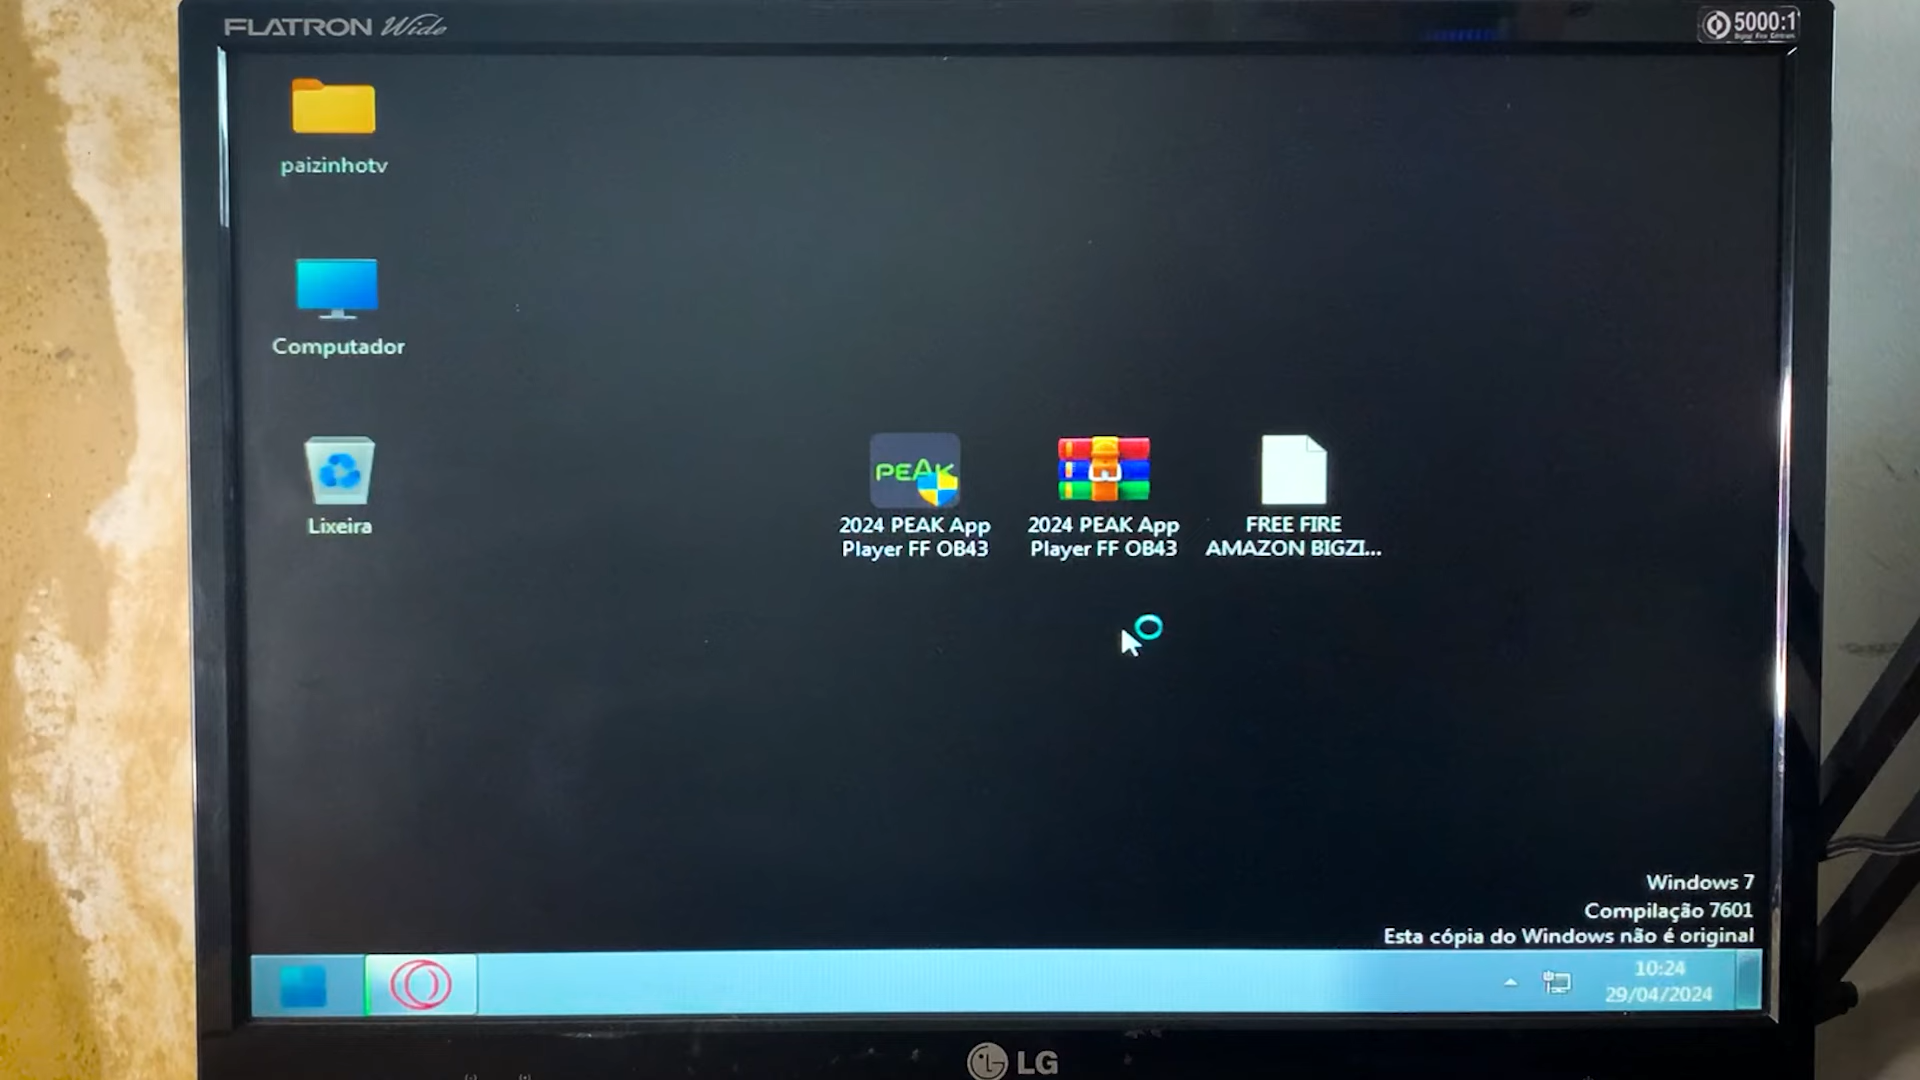 FLATRON Wide
5000:1
paizinhotv
Computador
Lixeira
PEAK
2024 PEAK App
Player FF OB43
2024 PEAK App
Player FF OB43
FREE FIRE
AMAZON BIGZI...
Windows 7
Compilação 7601
Esta cópia do Windows não é original
10:24
29/04/2024
LG